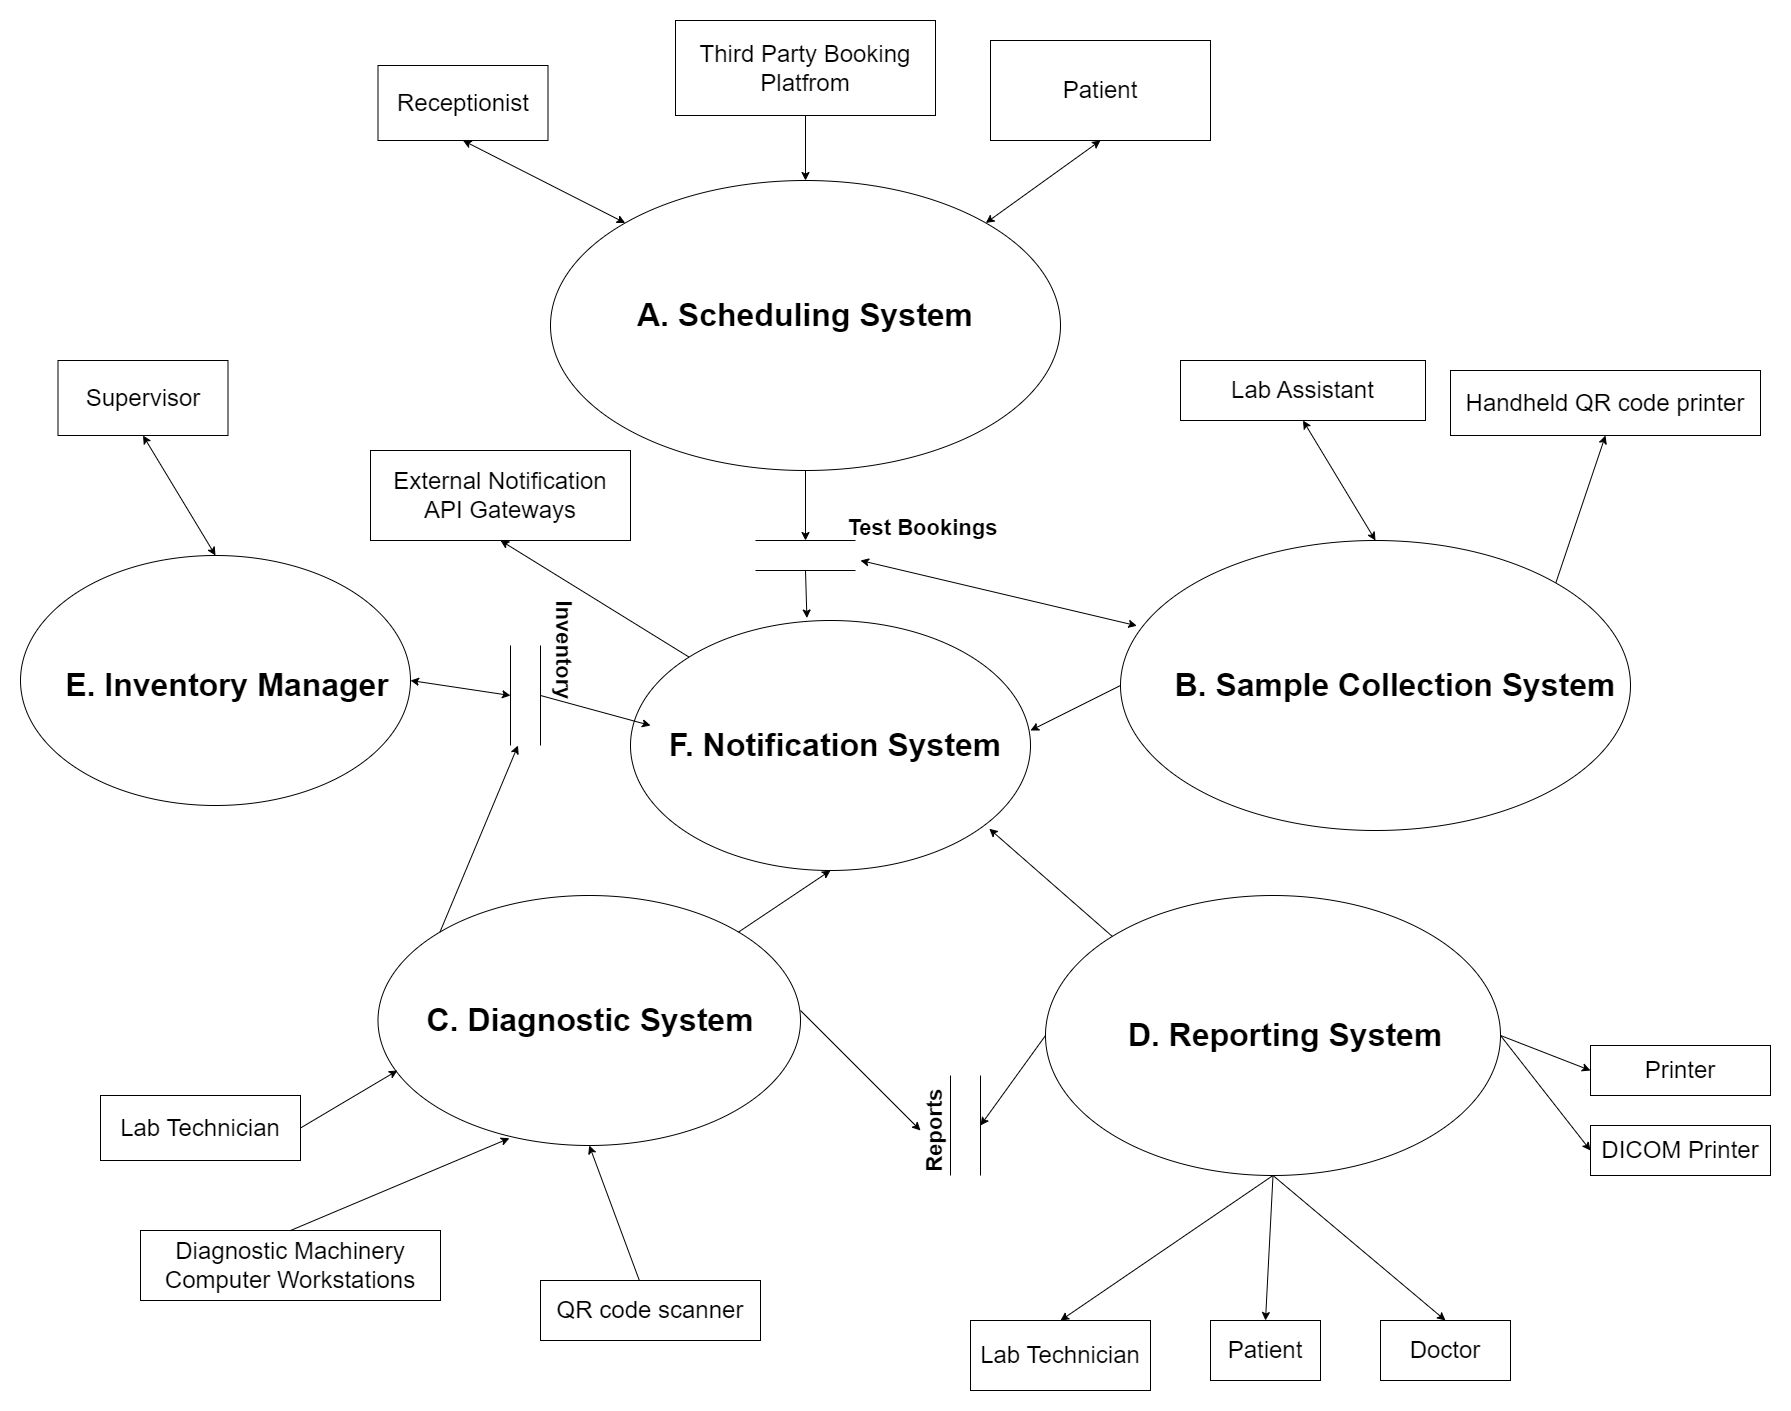 Third Party Booking
Platfrom
Receptionist
Patient
A. Scheduling System
Supervisor
Lab Assistant
Handheld QR code printer
External Notification
API Gateways
Test Bookings
Inventory
E. Inventory Manager
B. Sample Collection System
F. Notification System
C. Diagnostic System
D. Reporting System
Printer
Reports
Lab Technician
DICOM Printer
Diagnostic Machinery
Computer Workstations
QR code scanner
Lab Technician
Patient
Doctor